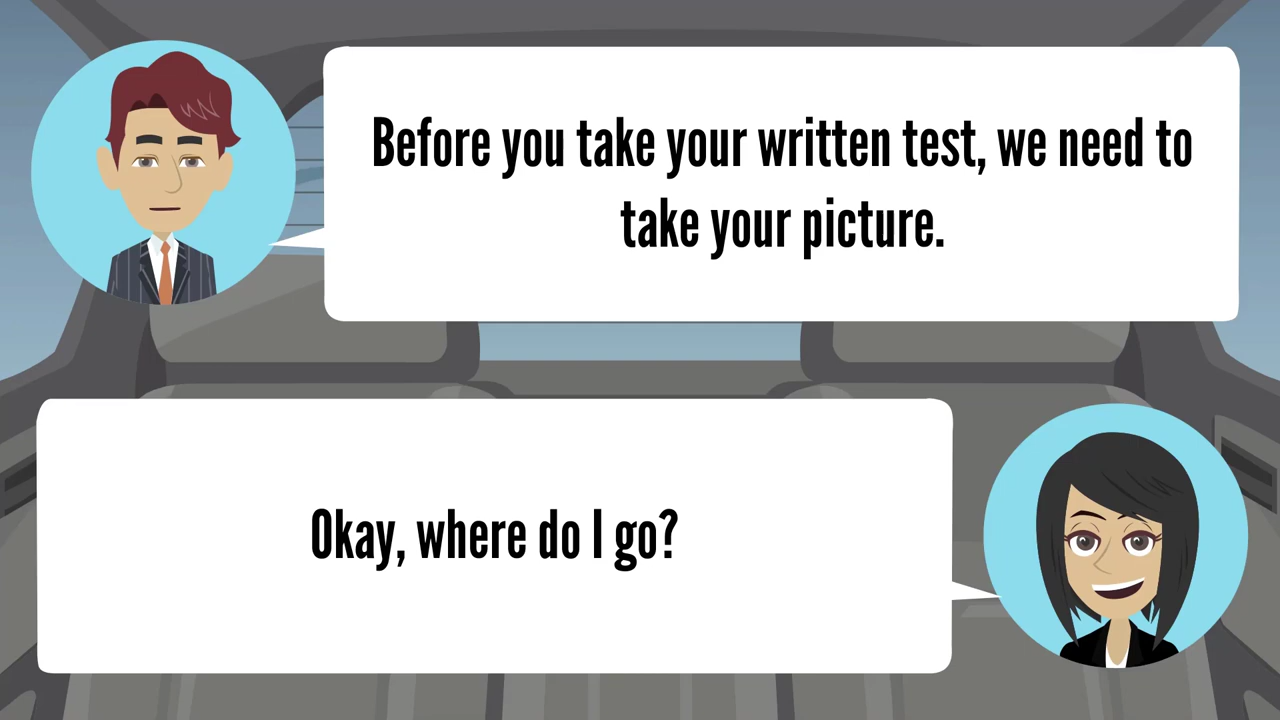 Before you take your written test, we need to
take your picture.
Okay, where do I go?